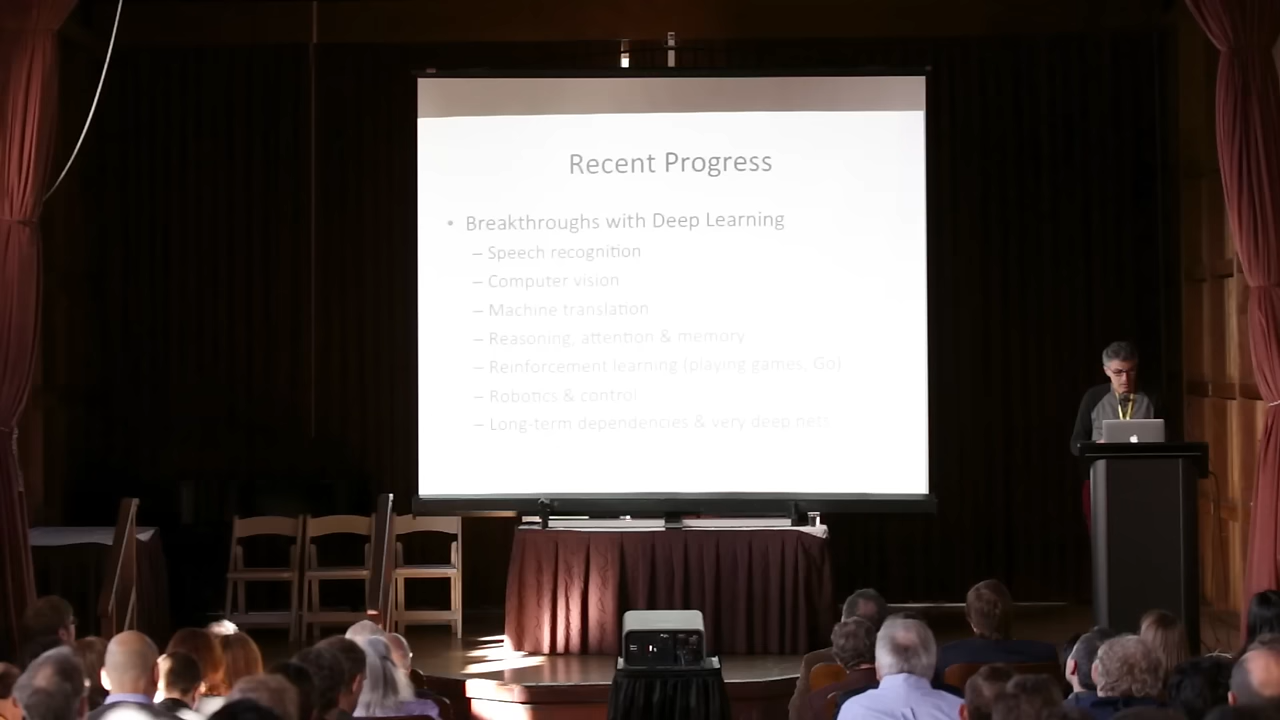 Recent Progress
• Breakthroughs with Deep Learning
– Speech recognition
– Computer vision
– Machine translation
– Reasoning, attention & memory
– Reinforcement learning (playing games, Go)
– Robotics & control
– Long-term dependencies & very deep nets